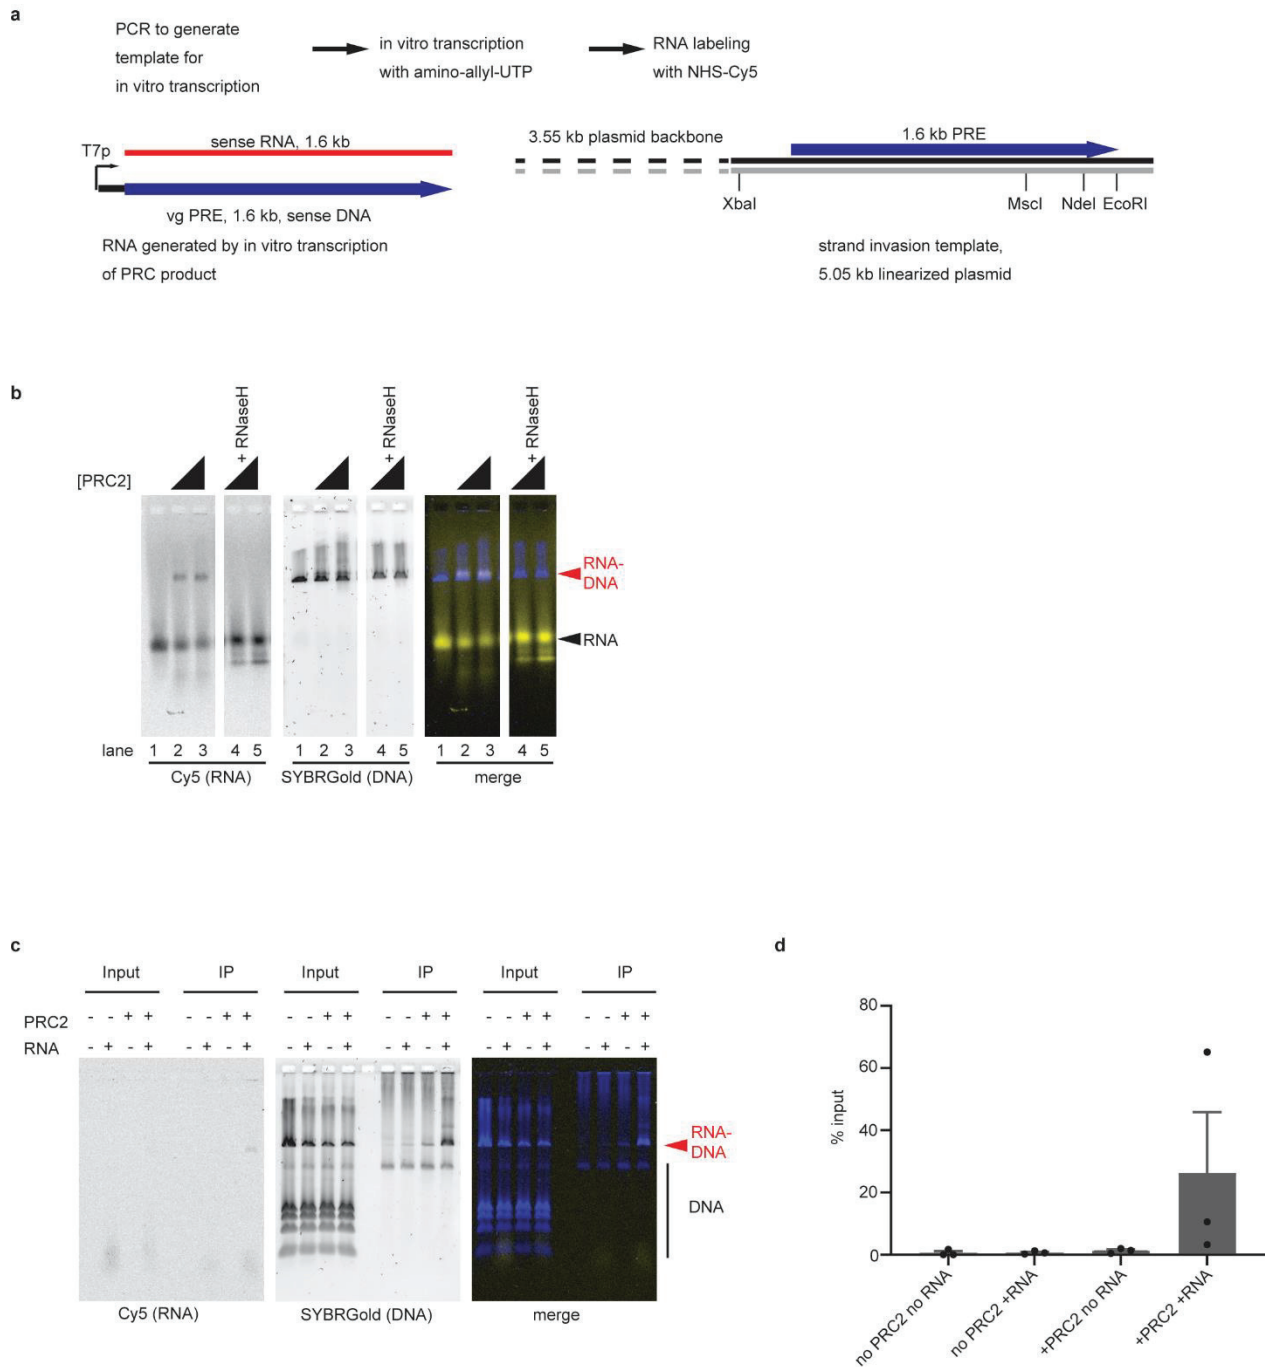 a
PCR to generate
template for
in vitro transcription
in vitro transcription
with amino-allyl-UTP
RNA labeling
with NHS-Cy5
T7p
sense RNA, 1.6 kb
vg PRE, 1.6 kb, sense DNA
RNA generated by in vitro transcription
of PRC product
3.55 kb plasmid backbone
1.6 kb PRE
XbaI
MscI
NdeI
EcoRI
strand invasion template,
5.05 kb linearized plasmid
b
+ RNaseH
+ RNaseH
+ RNaseH
[PRC2]
RNA-
DNA
RNA
lane 1 2 3 4 5 1 2 3 4 5 1 2 3 4 5
Cy5 (RNA) SYBRGold (DNA) merge
c
Input IP Input IP Input IP
PRC2 - - + + - - + + - - + + - - + + - - + + - - + +
RNA - + - + - + - + - + - + - + - + - + - + - + - +
RNA-
DNA
DNA
Cy5 (RNA) SYBRGold (DNA) merge
d
% input
80
60
40
20
0
no PRC2 no RNA
no PRC2 +RNA
+PRC2 no RNA
+PRC2 +RNA